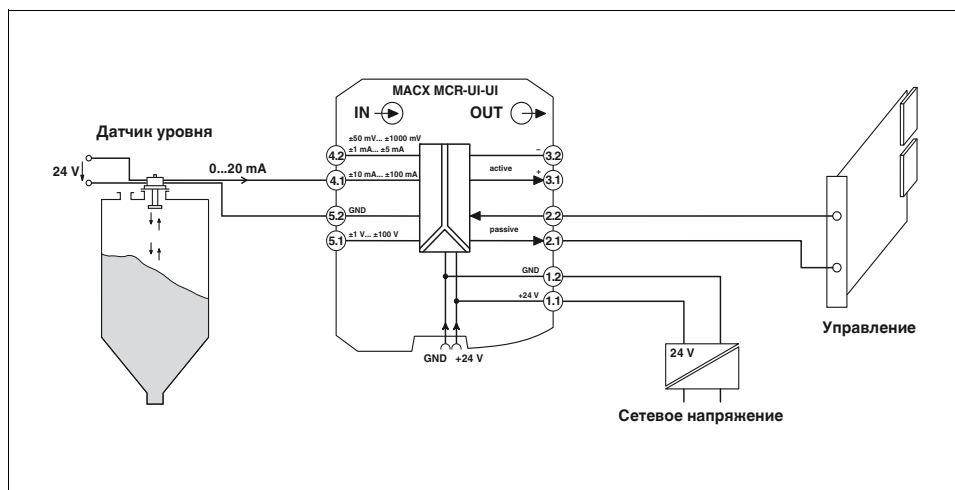 MACX MCR-UI-UI
IN
OUT
Датчик уровня
24 V
0...20 mA
±50 mV... ±1000 mV
±1 mA... ±5 mA
4.2
4.1
±10 mA... ±100 mA
5.2
GND
5.1
±1 V... ±100 V
–
3.2
active
+
3.1
2.2
passive
2.1
GND
1.2
+24 V
1.1
GND
+24 V
24 V
Сетевое напряжение
Управление